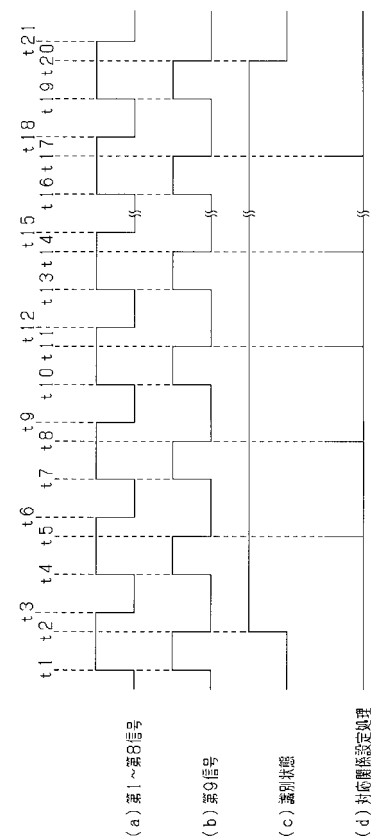 t1
t2
t3
t4
t5
t6
t7
t8
t9
t10
t11
t12
t13
t14
t15
t16
t17
t18
t19
t20
t21
(a) 第1~第8信号
(b) 第9信号
(c) 識別状態
(d) 対応関係設定処理